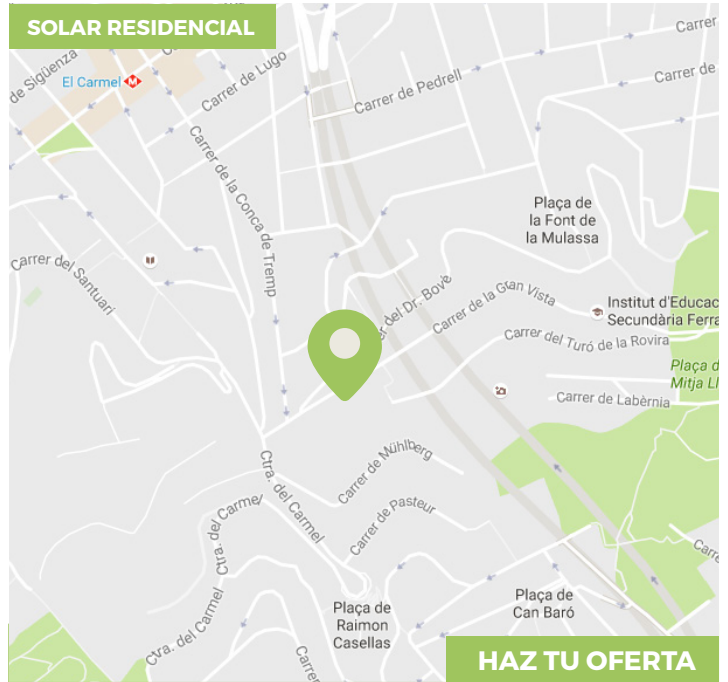 SOLAR RESIDENCIAL
Carrer
de Sigüenza
El Carmel
M
Carrer de Lugo
Carrer de Pedrell
Carrer de
Carrer de la Conca de Tremp
Plaça de
la Font de
la Mulassa
Carrer del Santuari
er del Dr. Bové
Carrer de la Gran Vista
Institut d'Educac
Secundària Ferra
Carrer del Turó de la Rovira
Plaça d
Mitja Ll
Carrer de Labèrnia
Carrer de Mühlberg
Ctra. del Carmel
Carrer de Pasteur
Ctra. del Carmel
Carre
Plaça de
Can Baró
Plaça de
Raimon
Casellas
Ctra. del Carmel
Carrer
HAZ TU OFERTA